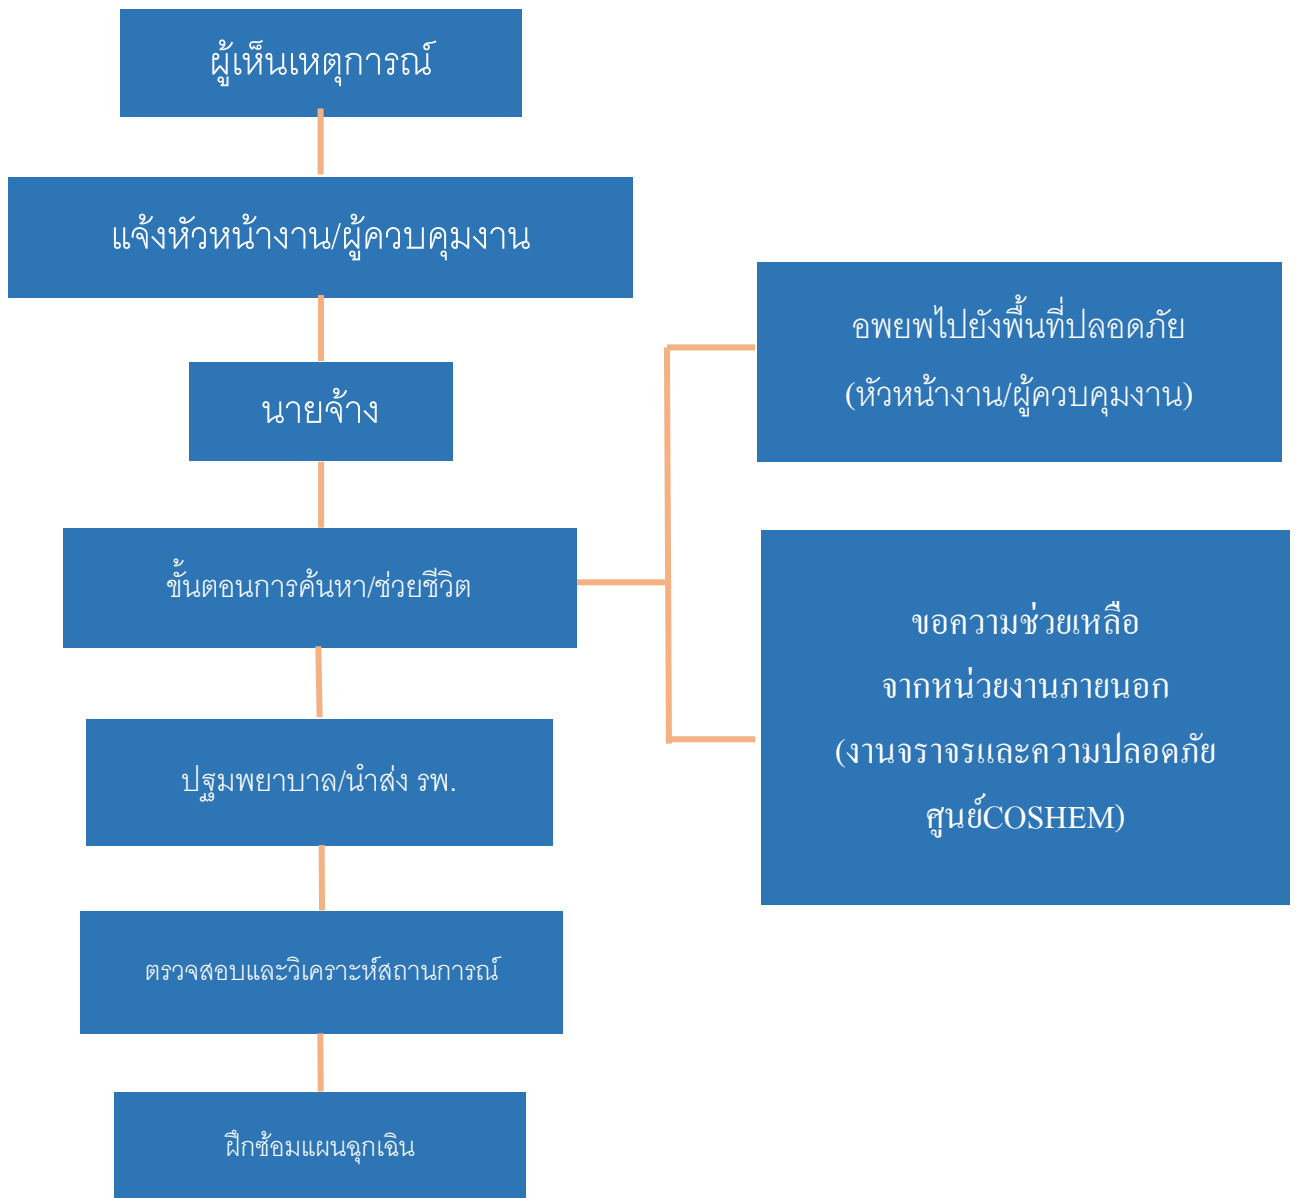 ผู้เห็นเหตุการณ์
แจ้งหัวหน้างาน/ผู้ควบคุมงาน
นายจ้าง
ขั้นตอนการค้นหา/ช่วยชีวิต
อพยพไปยังพื้นที่ปลอดภัย
(หัวหน้างาน/ผู้ควบคุมงาน)
ขอความช่วยเหลือ
จากหน่วยงานภายนอก
(งานจราจรและความปลอดภัย
ศูนย์COSHEM)
ปฐมพยาบาล/นำส่ง รพ.
ตรวจสอบและวิเคราะห์สถานการณ์
ฝึกซ้อมแผนฉุกเฉิน